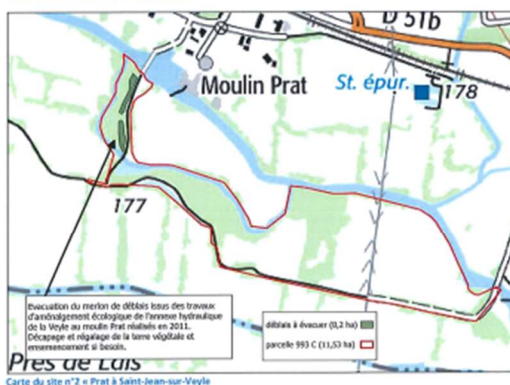 D 51b
Moulin Prat
St. épur.
178
177
Evacuation du merlon de déblais issus des travaux
d'aménagement écologique de l'annexe hydraulique
de la Veyle au moulin Prat réalisés en 2011.
Décapage et régalage de la terre végétale et
ensemencement si besoin.
déblais à évacuer (0,2 ha)
parcelle 993 C (11,53 ha)
Prés de Lais
Carte du site n°2 « Prat à Saint-Jean-sur-Veyle